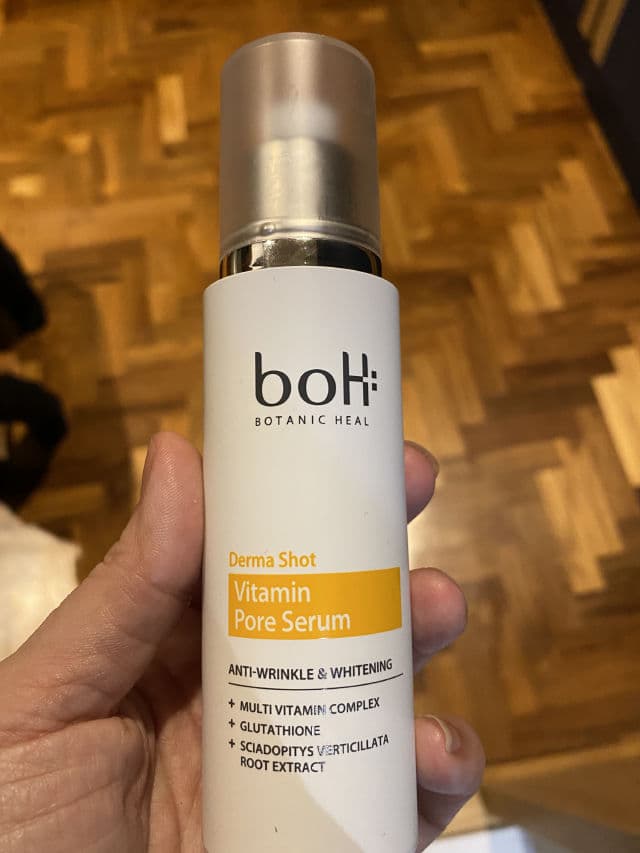 boH:
BOTANIC HEAL
Derma Shot
Vitamin
Pore Serum
ANTI-WRINKLE & WHITENING
+ MULTI VITAMIN COMPLEX
+ GLUTATHIONE
+ SCIADOPITYS VERTICILLATA
ROOT EXTRACT